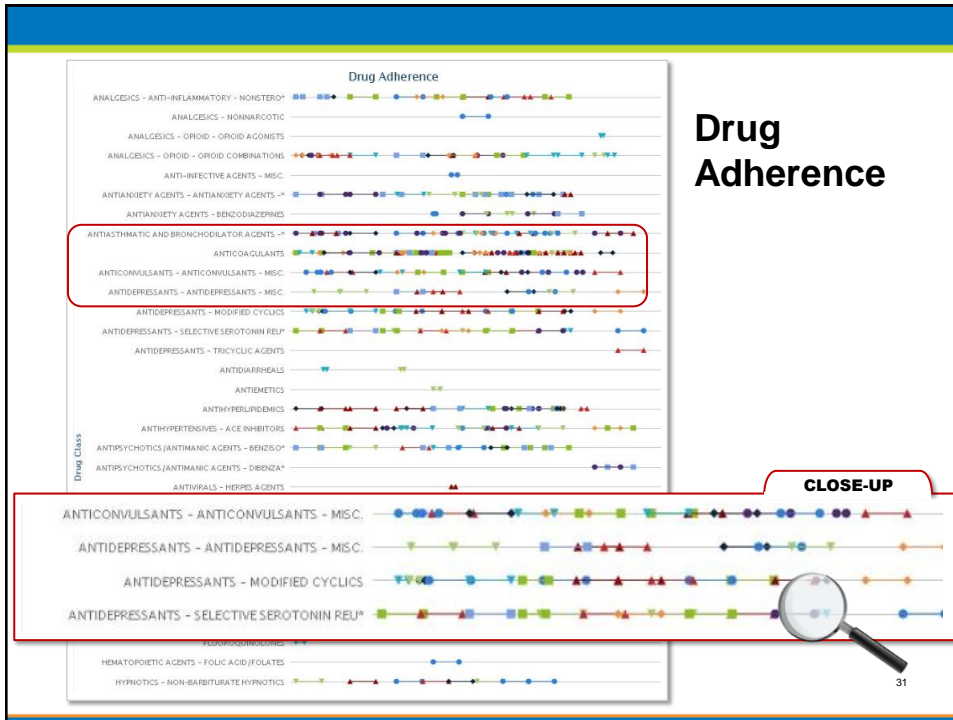 Drug Adherence
Drug
Adherence
ANALGESICS - ANTI-INFLAMMATORY - NONSTERO*
ANALGESICS - NONNARCOTIC
ANALGESICS - OPIOID - OPIOID AGONISTS
ANALGESICS - OPIOID - OPIOID COMBINATIONS
ANTI-INFECTIVE AGENTS - MISC.
ANTIANXIETY AGENTS - ANTIANXIETY AGENTS -*
ANTIANXIETY AGENTS - BENZODIAZEPINES
ANTIASTHMATIC AND BRONCHODILATOR AGENTS -*
ANTICOAGULANTS
ANTICONVULSANTS - ANTICONVULSANTS - MISC.
ANTIDEPRESSANTS - ANTIDEPRESSANTS - MISC.
ANTIDEPRESSANTS - MODIFIED CYCLICS
ANTIDEPRESSANTS - SELECTIVE SEROTONIN REU*
ANTIDEPRESSANTS - TRICYCLIC AGENTS
ANTIDIARRHEALS
ANTIEMETICS
ANTIHYPERLIPIDEMICS
ANTIHYPERTENSIVES - ACE INHIBITORS
ANTIPSYCHOTICS/ANTIMANIC AGENTS - BENZISO*
ANTIPSYCHOTICS/ANTIMANIC AGENTS - DIBENZA*
ANTIVIRALS - HERPES AGENTS
Drug Class
CLOSE-UP
ANTICONVULSANTS - ANTICONVULSANTS - MISC.
ANTIDEPRESSANTS - ANTIDEPRESSANTS - MISC.
ANTIDEPRESSANTS - MODIFIED CYCLICS
ANTIDEPRESSANTS - SELECTIVE SEROTONIN REU*
FLUOROQUINOLONES
HEMATOPOIETIC AGENTS - FOLIC ACID/FOLATES
HYPNOTICS - NON-BARBITURATE HYPNOTICS
31